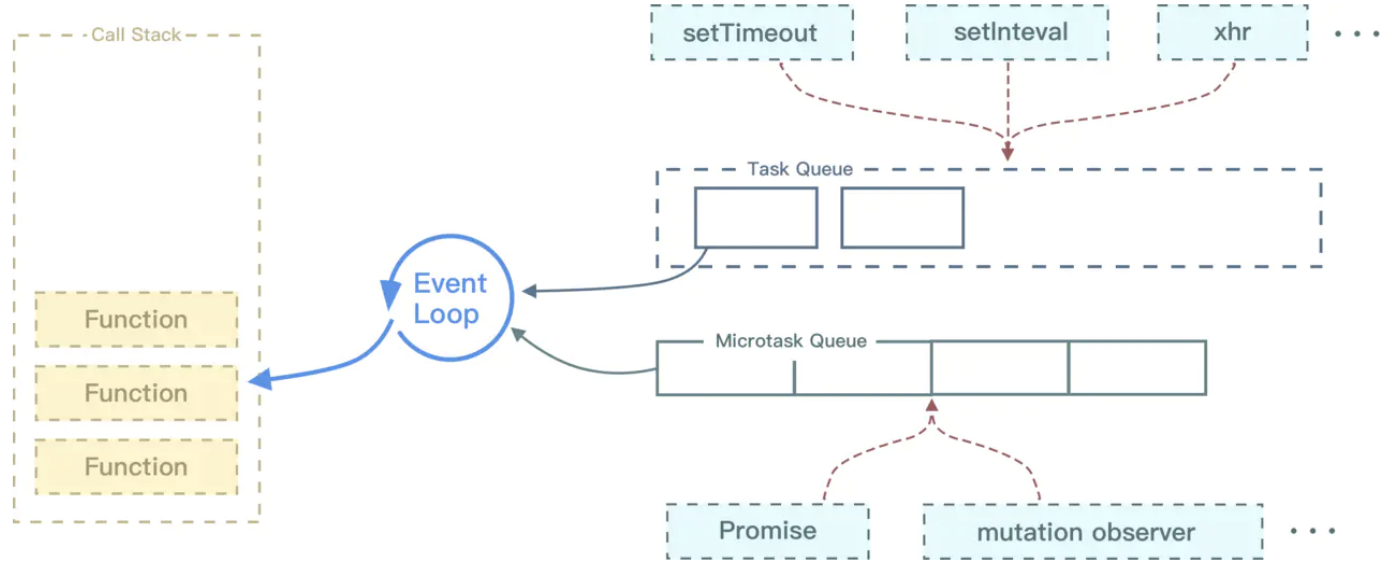 Call Stack
setTimeout
setInteval
xhr
...
Task Queue
Event
Loop
Function
Microtask Queue
Function
Function
Promise
mutation observer
...